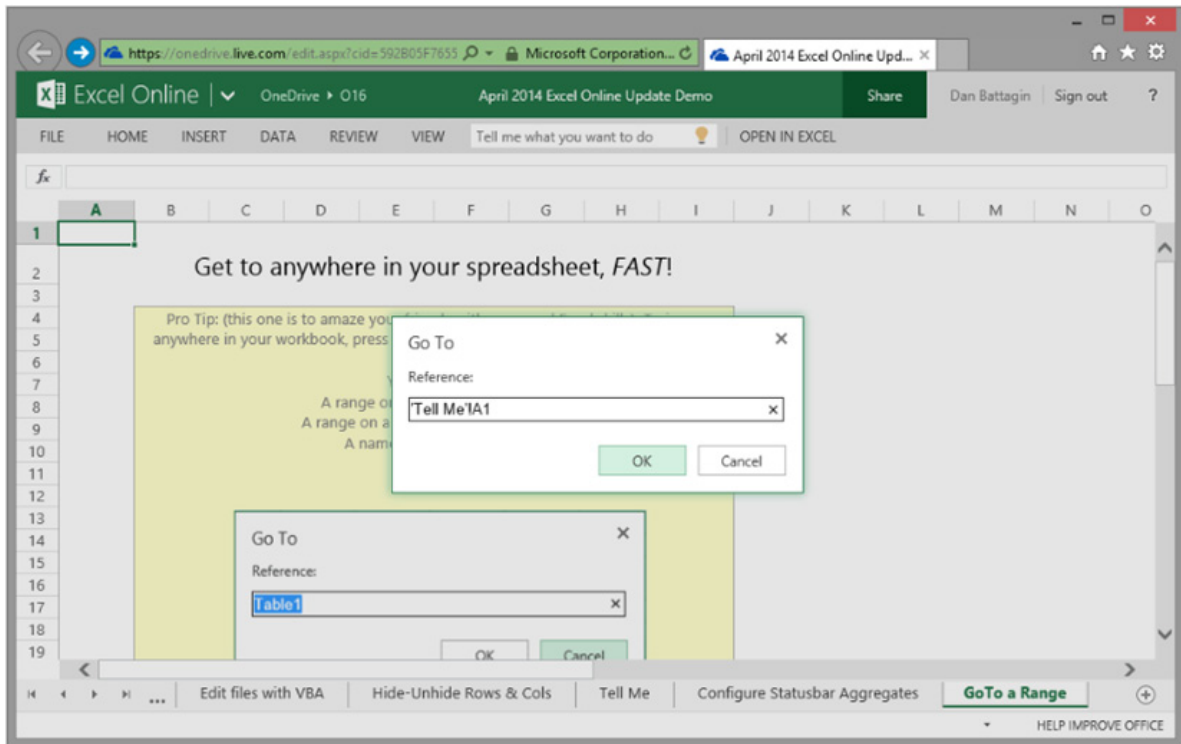 https://onedrive.live.com/edit.aspx?cid=592B05F7655 Microsoft Corporation... April 2014 Excel Online Upd...
Excel Online OneDrive ▸ O16 April 2014 Excel Online Update Demo Share Dan Battagin Sign out ?
FILE HOME INSERT DATA REVIEW VIEW Tell me what you want to do OPEN IN EXCEL
fx
A B C D E F G H I J K L M N O
1
2 Get to anywhere in your spreadsheet, FAST!
3
4 Pro Tip: (this one is to amaze you
5 anywhere in your workbook, press
Go To
6
7
Reference:
8 A range
'Tell Me'!A1
9 A range on a
10 A name
OK Cancel
11
12
13
14 Go To
15 Reference:
16
17 Table1
18
19 OK Cancel
... Edit files with VBA Hide-Unhide Rows & Cols Tell Me Configure Statusbar Aggregates GoTo a Range
HELP IMPROVE OFFICE